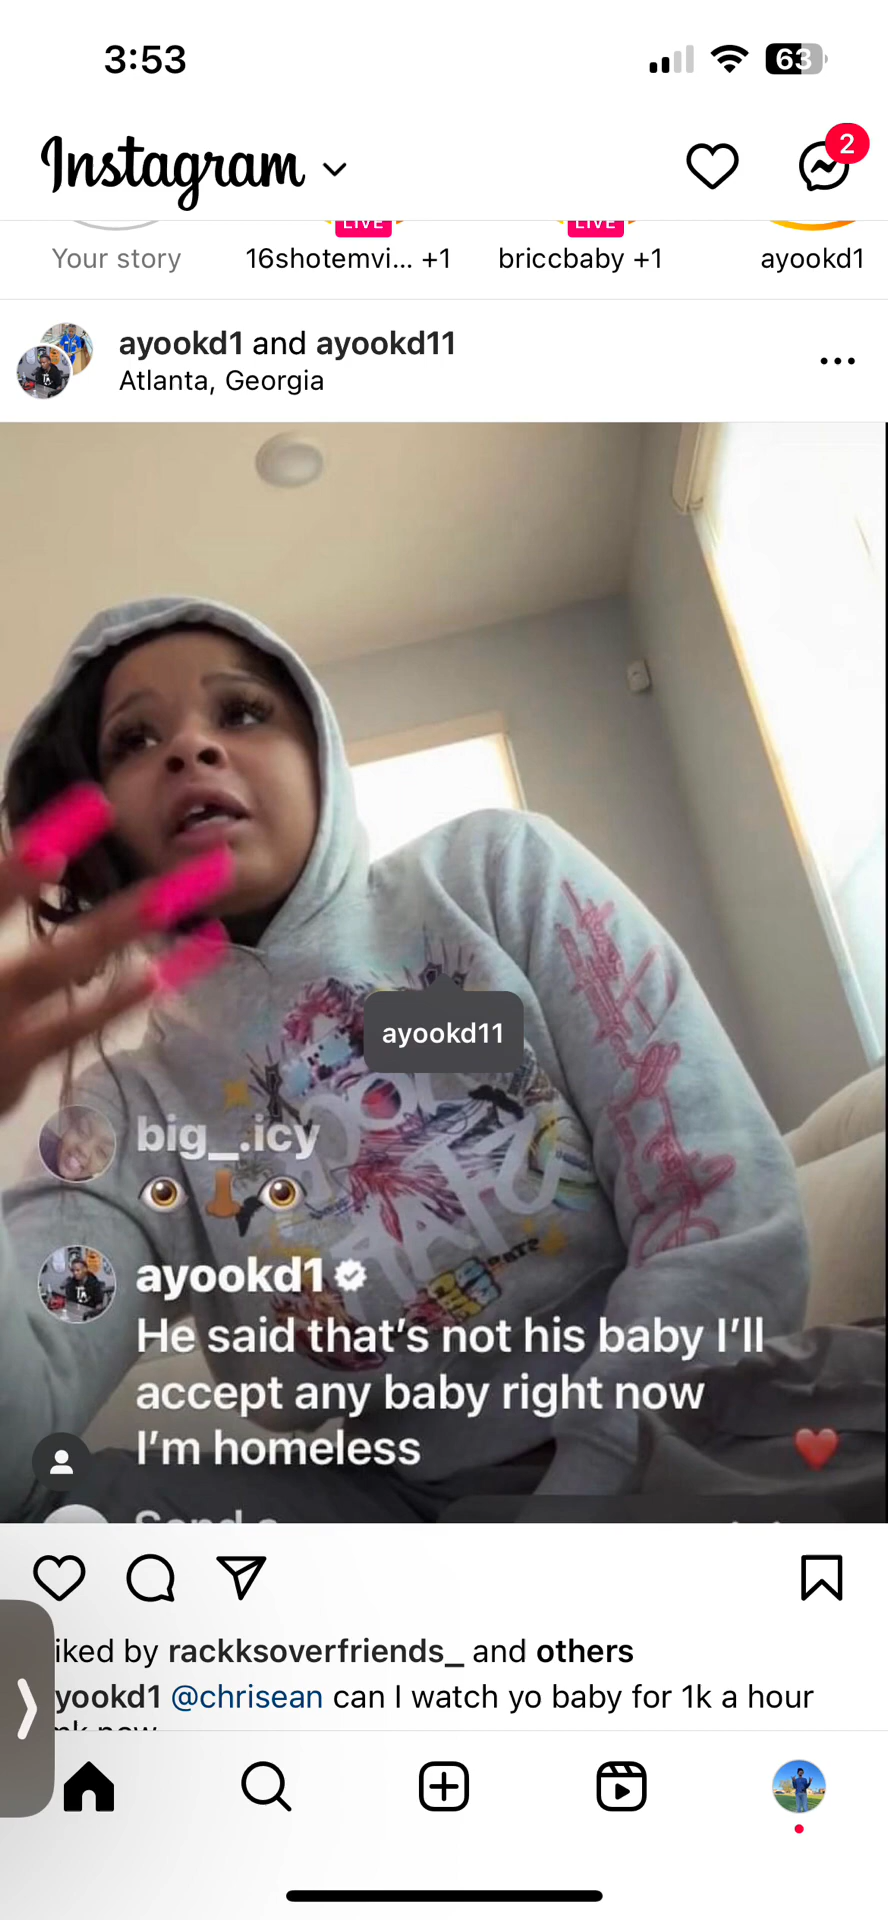 3:53
63
Instagram
2
LIVE
LIVE
Your story
16shotemvi... +1
briccbaby +1
ayookd1
ayookd1 and ayookd11
Atlanta, Georgia
ayookd11
big_.icy
👁️👃👁️
ayookd1
He said that’s not his baby I’ll
accept any baby right now
I’m homeless
iked by rackksoverfriends_ and others
yookd1 @chrisean can I watch yo baby for 1k a hour